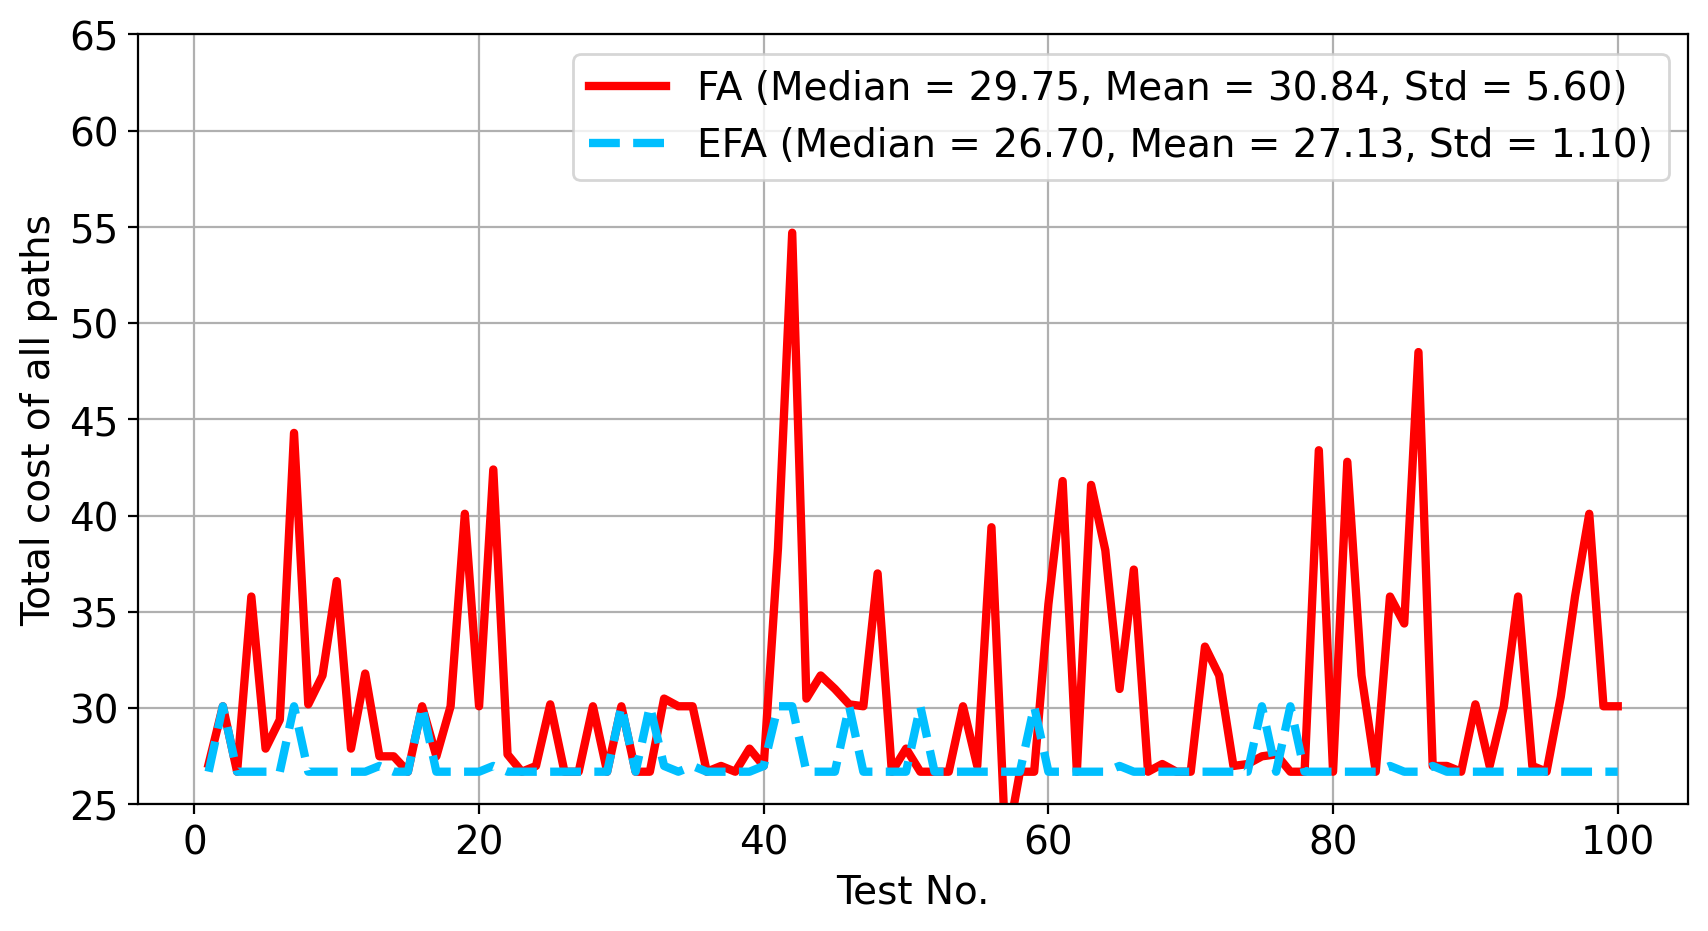 FA (Median = 29.75, Mean = 30.84, Std = 5.60)
EFA (Median = 26.70, Mean = 27.13, Std = 1.10)
Total cost of all paths
65
60
55
50
45
40
35
30
25
0 20 40 60 80 100
Test No.